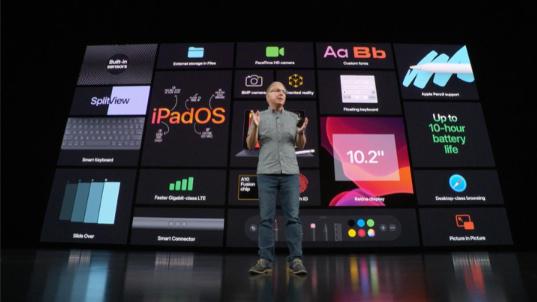 Built-in
sensors
External storage in Files
FaceTime HD camera
Aa Bb
Custom fonts
Apple Pencil support
Split View
Smart Keyboard
iPadOS
8MP camera
Augmented reality
Floating keyboard
10.2"
Retina display
Up to
10-hour
battery
life
Slide Over
Faster Gigabit-class LTE
Smart Connector
A10
Fusion
chip
Desktop-class browsing
Picture in Picture